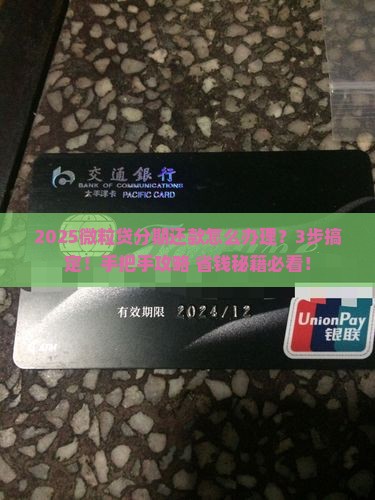 交通銀行
BANK OF COMMUNICATIONS
太平洋卡 PACIFIC CARD
2025微粒贷分期还款怎么办理？3步搞
定！手把手攻略 省钱秘籍必看！
有效期限 2024/12
UnionPay
银联
ATM